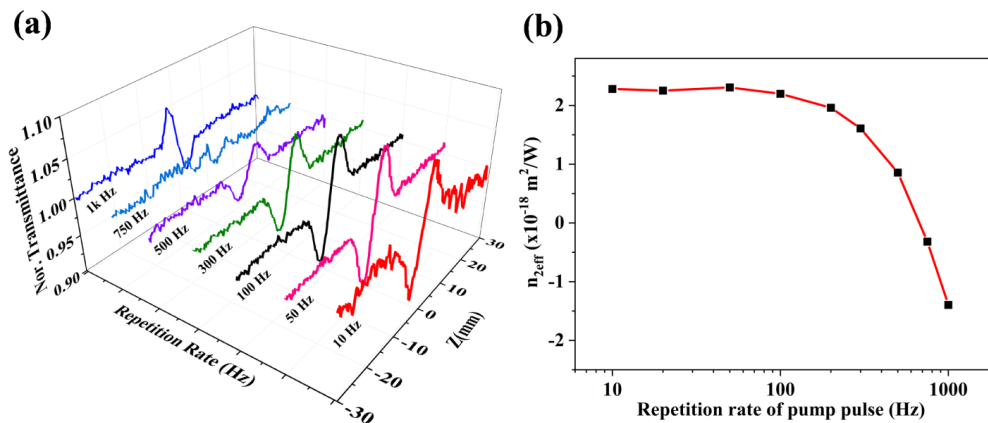 (a)
1.10
1.05
1.00
0.95
0.90
Nor. Transmittance
1k Hz
750 Hz
500 Hz
300 Hz
100 Hz
50 Hz
10 Hz
Repetition Rate (Hz)
30
20
10
0
-10
-20
-30
Z(mm)
(b)
2
1
0
-1
-2
n2eff (x10-18 m2/W)
10
100
1000
Repetition rate of pump pulse (Hz)